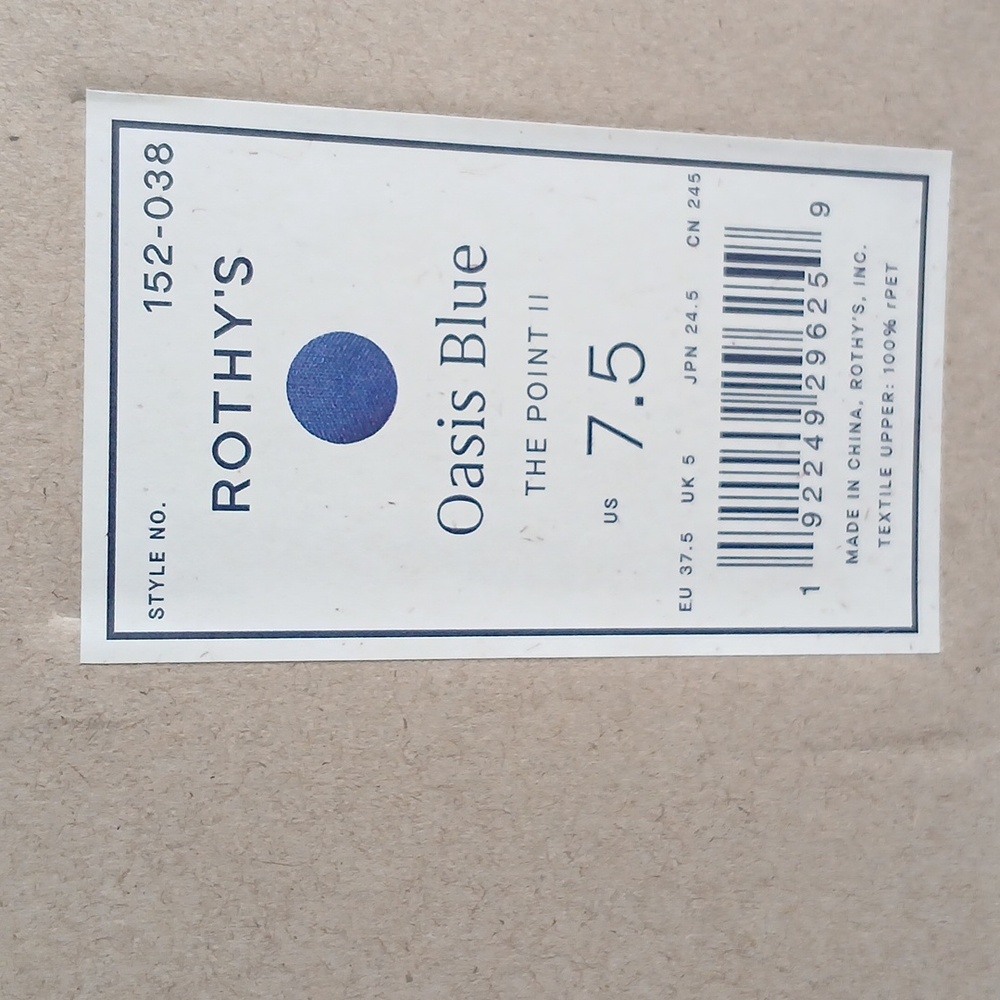 STYLE NO. 152-038
ROTHY'S
Oasis Blue
THE POINT II
US 7.5
EU 37.5 UK 5 JPN 24.5 CN 245
1 92249 29625 9
MADE IN CHINA, ROTHY'S, INC.
TEXTILE UPPER: 100% rPET